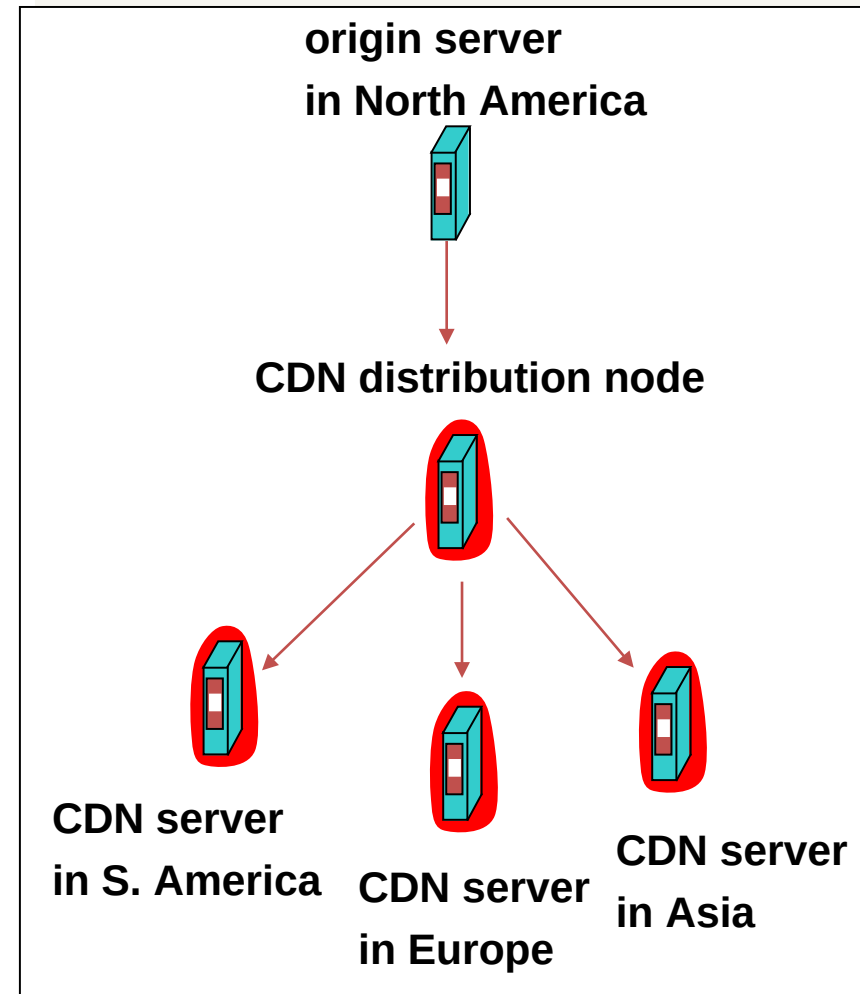 origin server
in North America
CDN distribution node
CDN server
in S. America
CDN server
in Europe
CDN server
in Asia